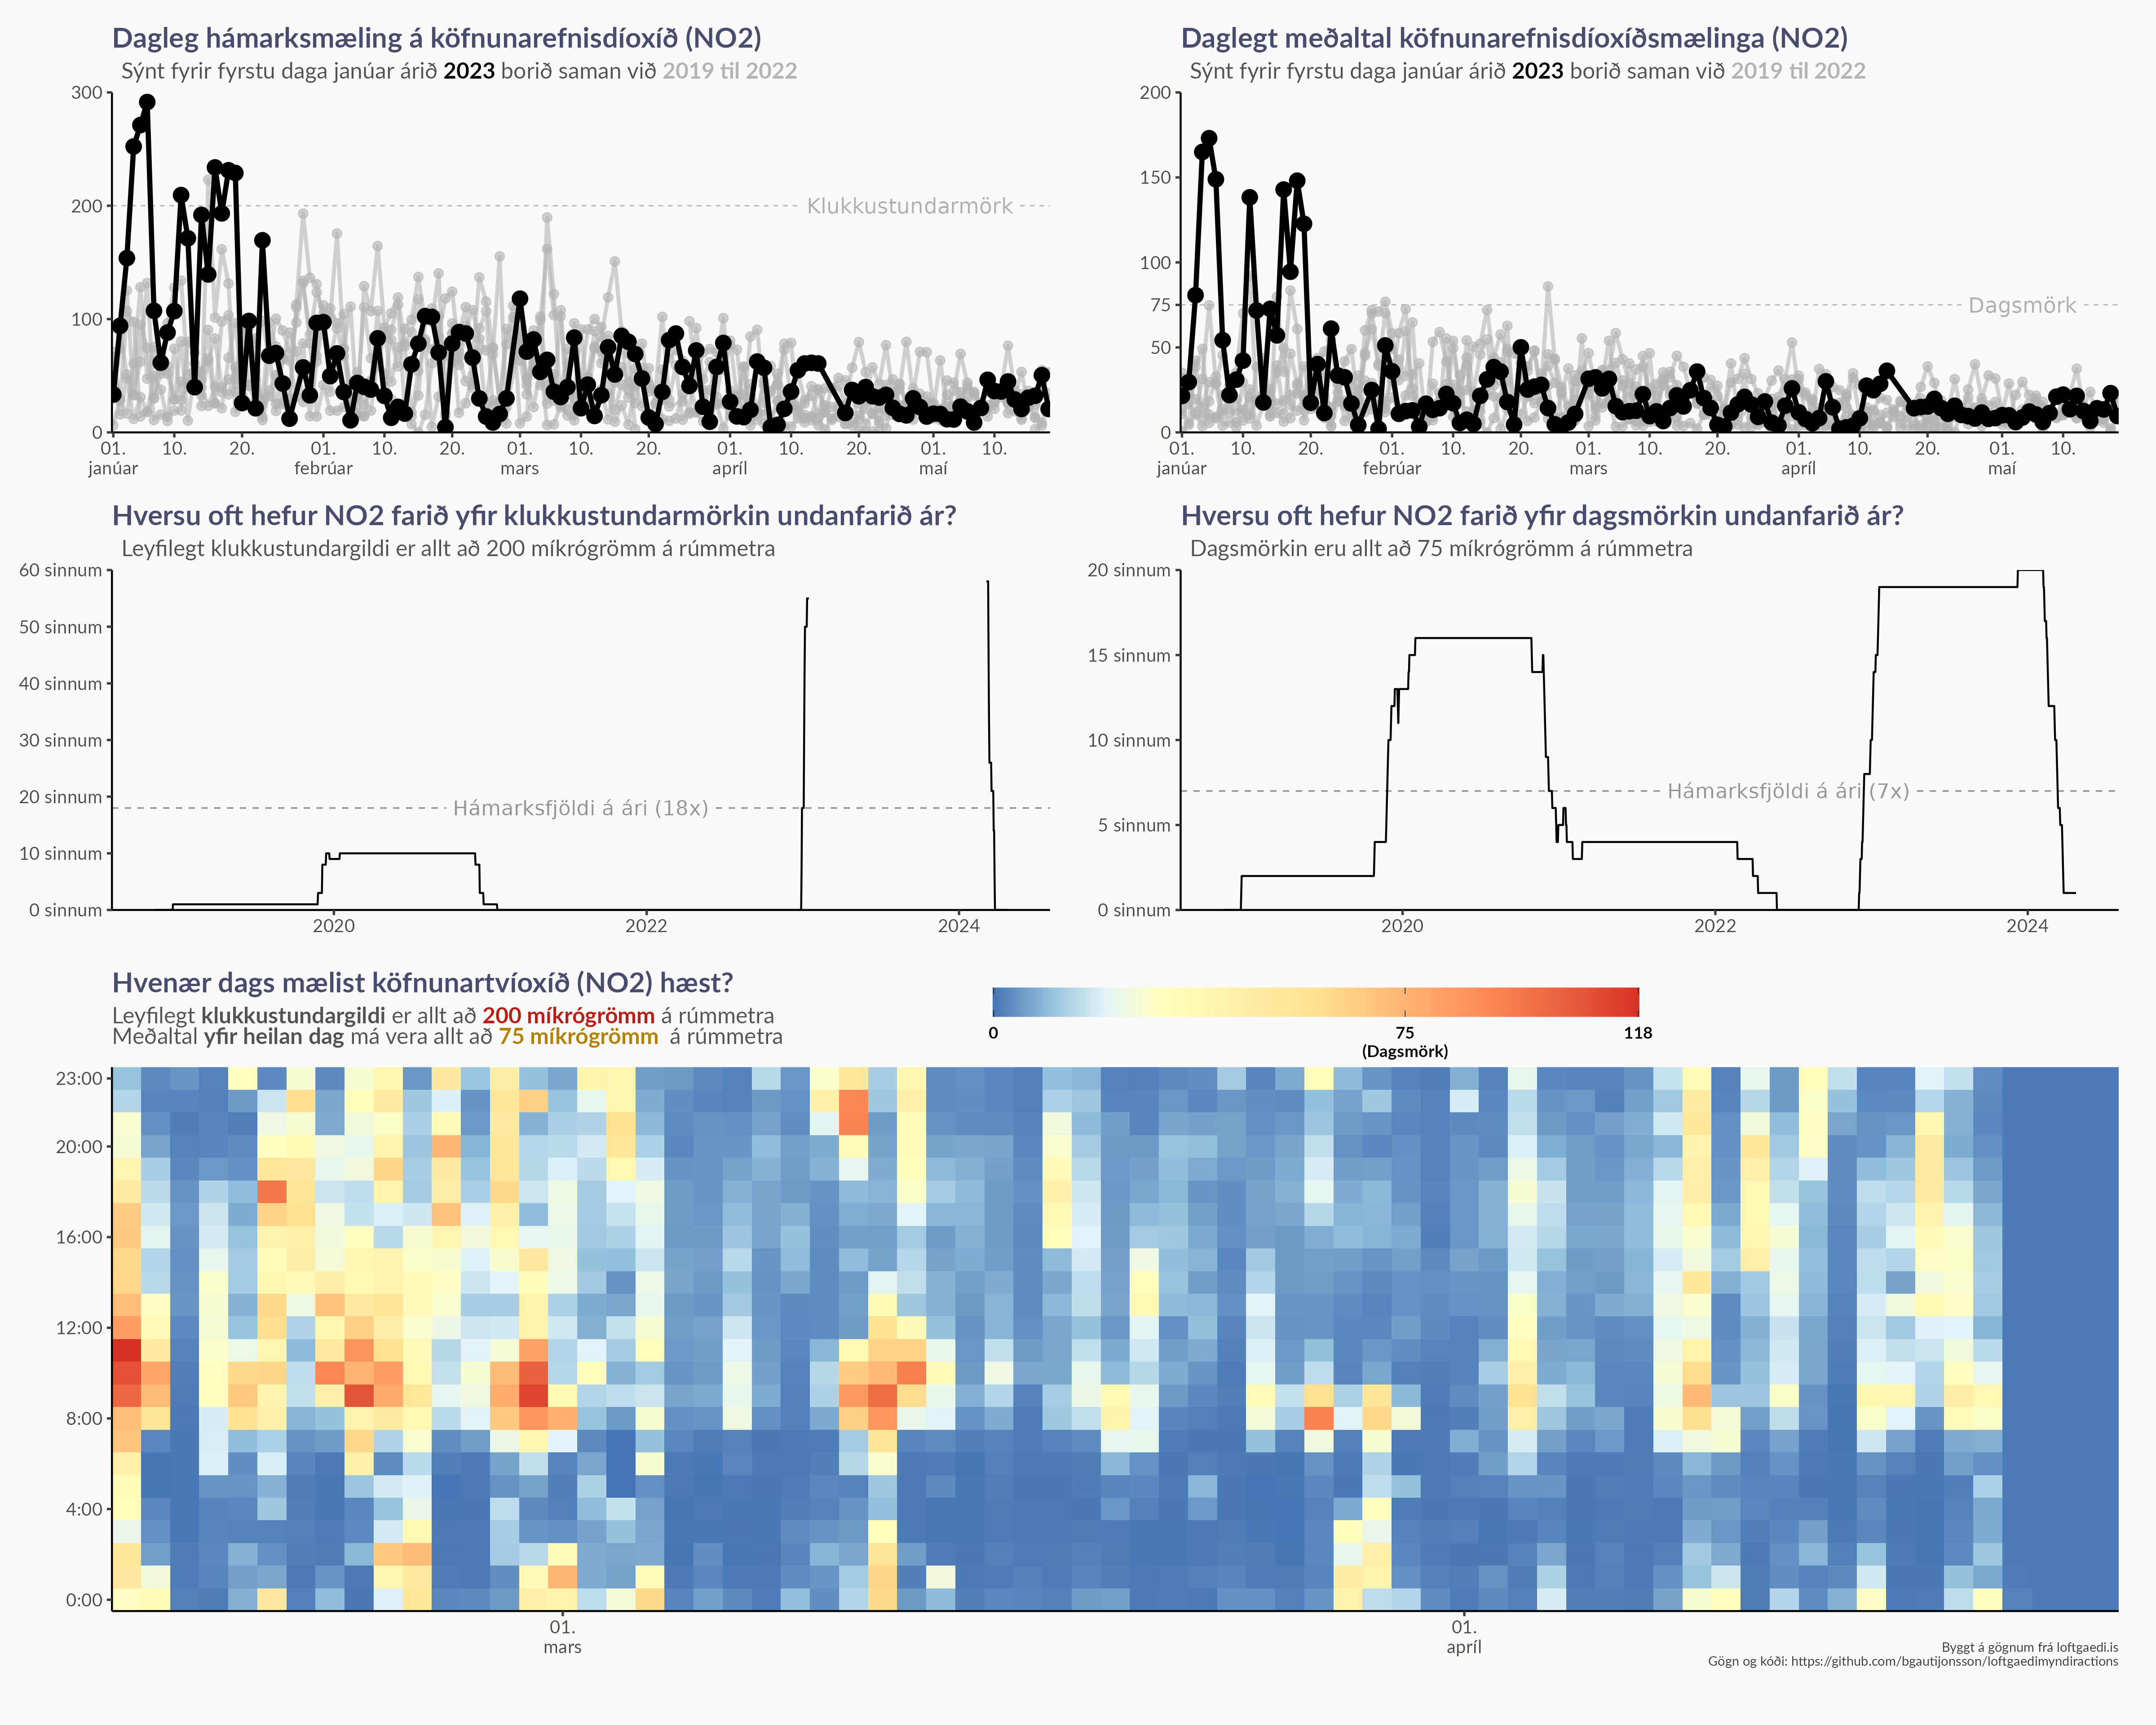 Dagleg hámarksmæling á köfnunarefnisdíoxíð (NO2)
Sýnt fyrir fyrstu daga janúar árið 2023 borið saman við 2019 til 2022
300
200
100
0
Klukkustundarmörk
01. 10. 20. 01. 10. 20. 01. 10. 20. 01. 10. 20. 01. 10.
janúar febrúar mars apríl maí
Daglegt meðaltal köfnunarefnisdíoxíðsmælinga (NO2)
Sýnt fyrir fyrstu daga janúar árið 2023 borið saman við 2019 til 2022
200
150
100
75
50
0
Dagsmörk
01. 10. 20. 01. 10. 20. 01. 10. 20. 01. 10. 20. 01. 10.
janúar febrúar mars apríl maí
Hversu oft hefur NO2 farið yfir klukkustundarmörkin undanfarið ár?
Leyfilegt klukkustundargildi er allt að 200 míkrógrömm á rúmmetra
60 sinnum
50 sinnum
40 sinnum
30 sinnum
20 sinnum
10 sinnum
0 sinnum
Hámarksfjöldi á ári (18x)
2020 2022 2024
Hversu oft hefur NO2 farið yfir dagsmörkin undanfarið ár?
Dagsmörkin eru allt að 75 míkrógrömm á rúmmetra
20 sinnum
15 sinnum
10 sinnum
5 sinnum
0 sinnum
Hámarksfjöldi á ári (7x)
2020 2022 2024
Hvenær dags mælist köfnunartvíoxíð (NO2) hæst?
Leyfilegt klukkustundargildi er allt að 200 míkrógrömm á rúmmetra
Meðaltal yfir heilan dag má vera allt að 75 míkrógrömm á rúmmetra
0 75 118
(Dagsmörk)
23:00
20:00
16:00
12:00
8:00
4:00
0:00
01. 01.
mars apríl
Byggt á gögnum frá loftgaedi.is
Gögn og kóði: https://github.com/bgautijonsson/loftgaedimyndiractions